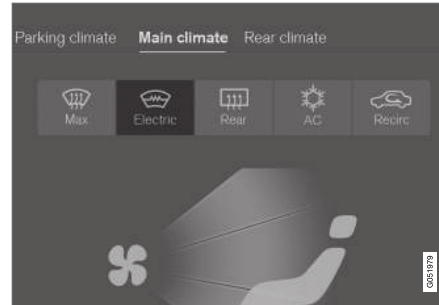 Parking climate Main climate Rear climate
Max Electric Rear AC Recirc
G051979